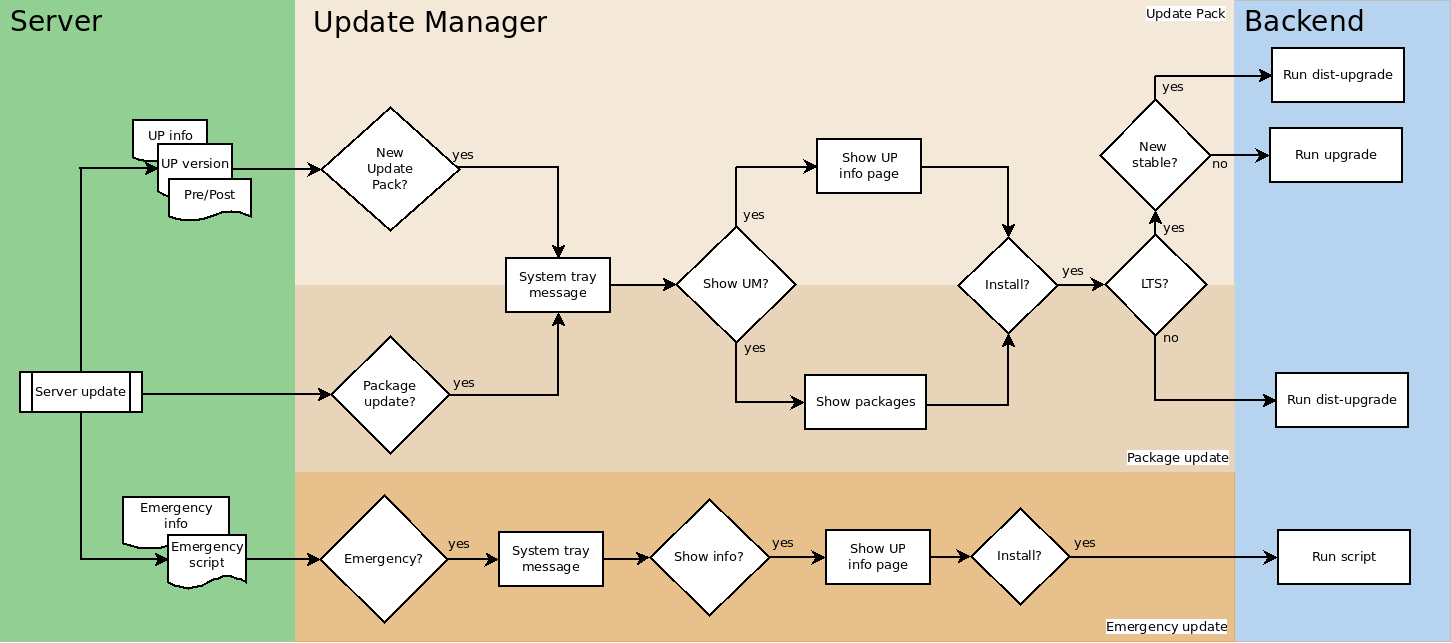 Server
Update Manager
Update Pack
Backend
UP info
UP version
Pre/Post
New
Update
Pack?
yes
System tray
message
Show UM?
yes
yes
Show UP
info page
Install?
yes
LTS?
yes
no
New
stable?
yes
no
Run dist-upgrade
Run upgrade
Server update
Package
update?
yes
Show packages
Run dist-upgrade
Package update
Emergency
info
Emergency
script
Emergency?
yes
System tray
message
Show info?
yes
Show UP
info page
Install?
yes
Run script
Emergency update